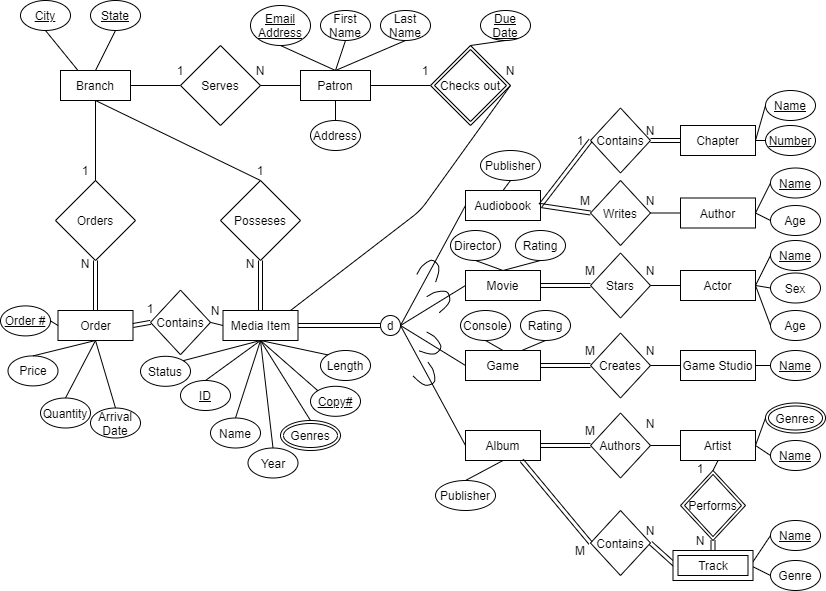 City
State
Email
Address
First
Name
Last
Name
Due
Date
Branch
1
Serves
N
Patron
1
Checks out
N
Address
Name
Chapter
Number
1
Contains
N
Publisher
Audiobook
M
Writes
N
Author
Name
Age
1
Orders
N
1
Posseses
N
Director
Rating
Movie
M
Stars
N
Actor
Name
Sex
Age
Order #
Order
1
Contains
N
Media Item
d
Console
Rating
Game
M
Creates
N
Game Studio
Name
Price
Quantity
Arrival
Date
Status
ID
Name
Year
Genres
Copy#
Length
Album
M
Authors
N
Artist
Genres
Name
Publisher
1
Performs
N
M
Contains
N
Track
Name
Genre